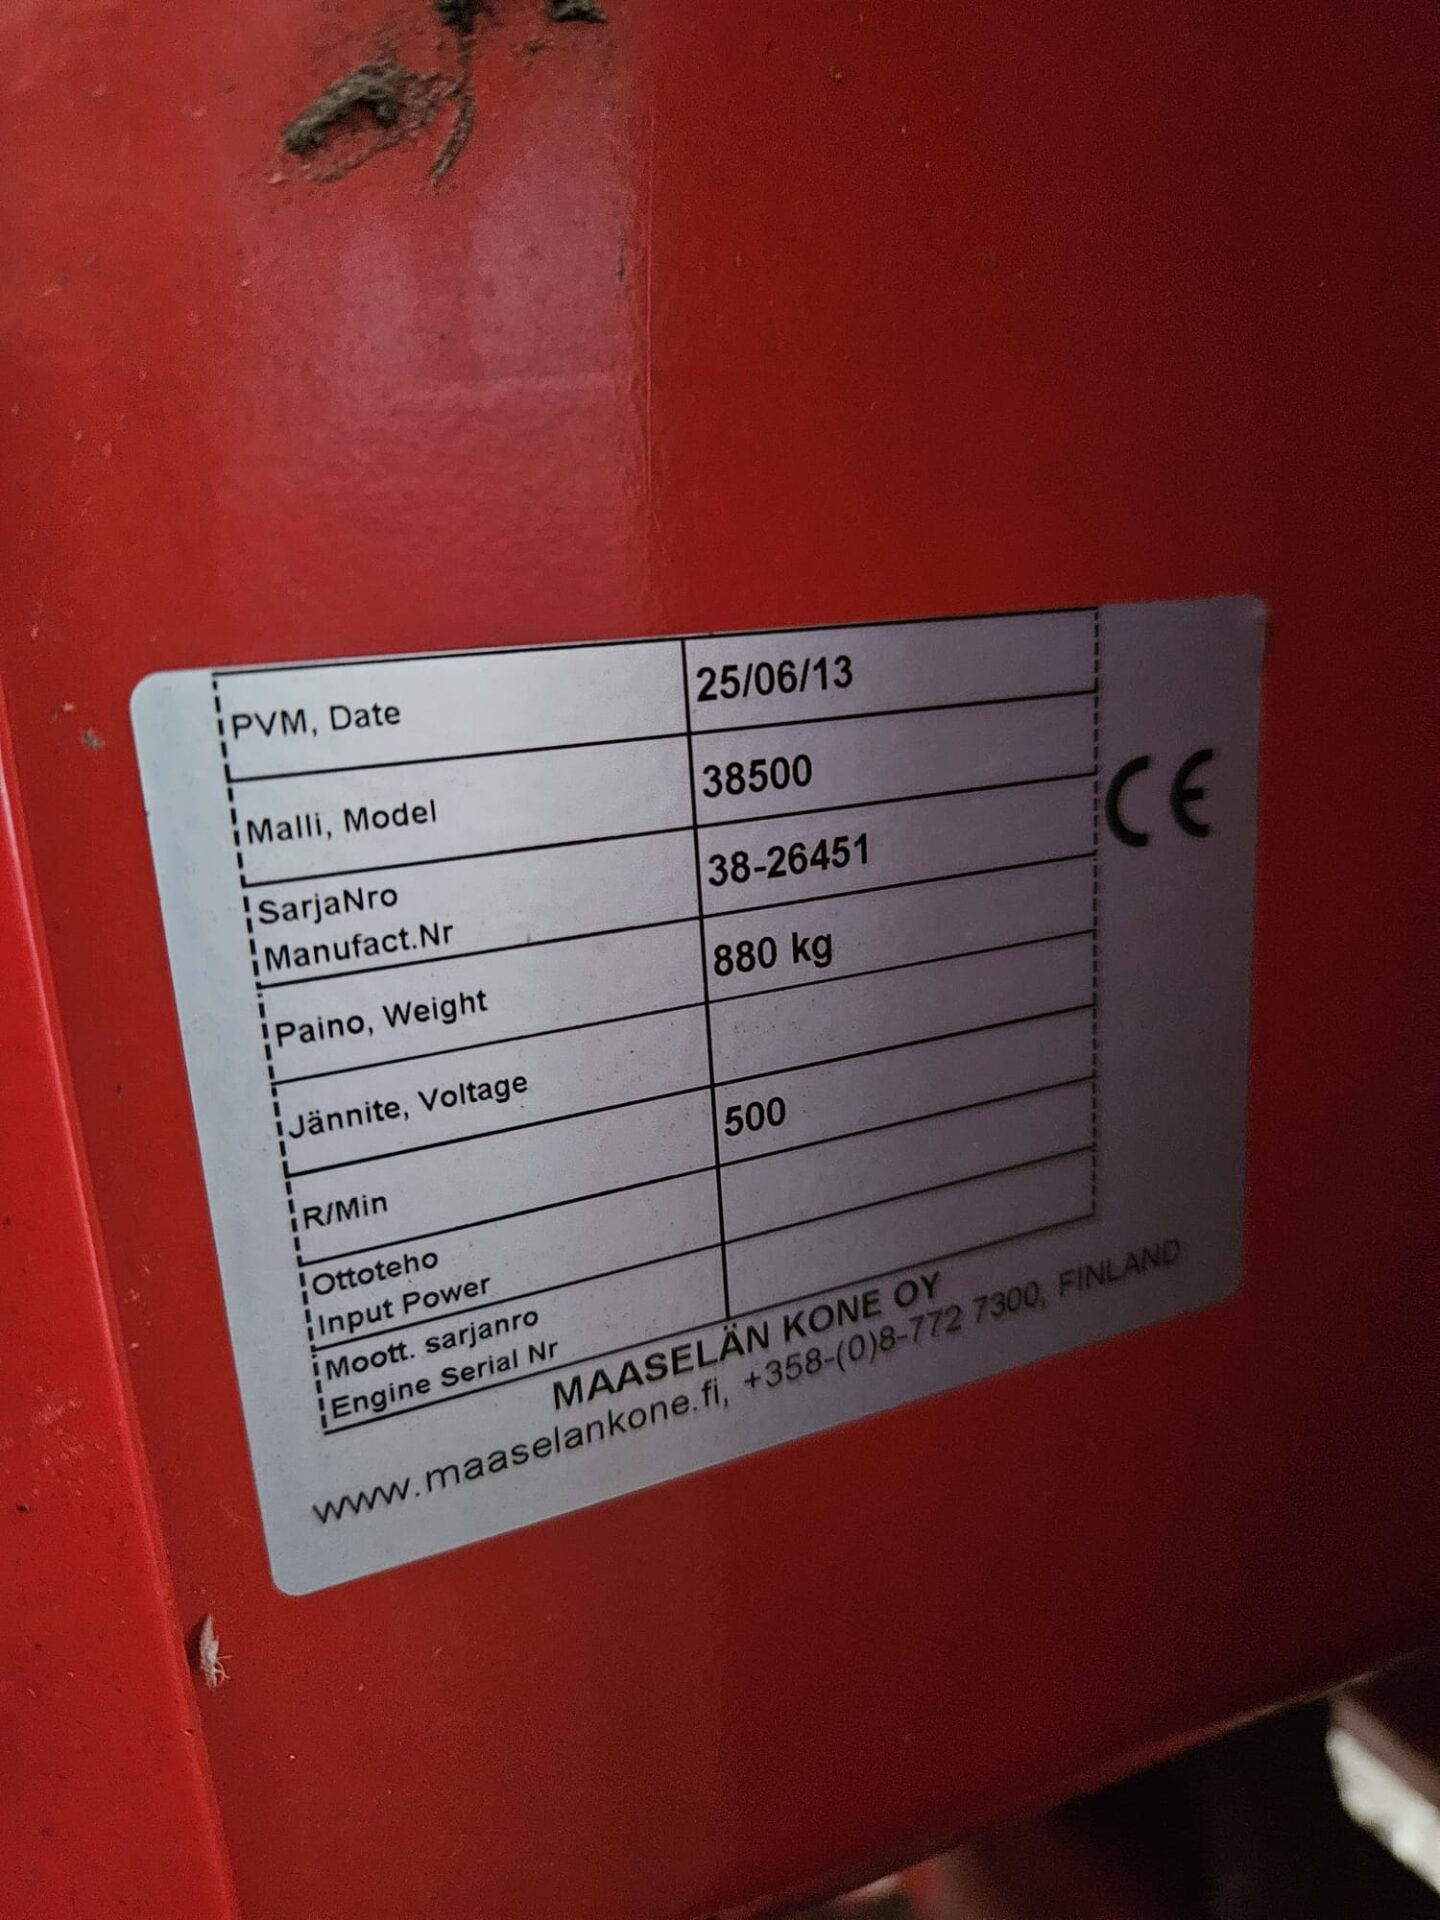 PVM, Date 25/06/13
Malli, Model 38500
SarjaNro
Manufact.Nr 38-26451
Paino, Weight 880 kg
Jännite, Voltage
R/Min 500
Ottoteho
Input Power
Moott. sarjanro
Engine Serial Nr
CE
MAASELÄN KONE OY
www.maaselankone.fi, +358-(0)8-772 7300, FINLAND